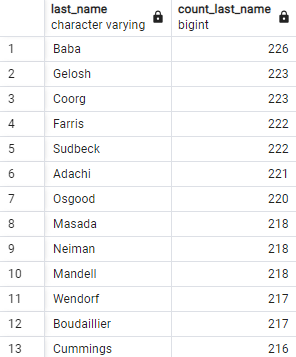 last_name count_last_name
character varying bigint
1 Baba 226
2 Gelosh 223
3 Coorg 223
4 Farris 222
5 Sudbeck 222
6 Adachi 221
7 Osgood 220
8 Masada 218
9 Neiman 218
10 Mandell 218
11 Wendorf 217
12 Boudaillier 217
13 Cummings 216